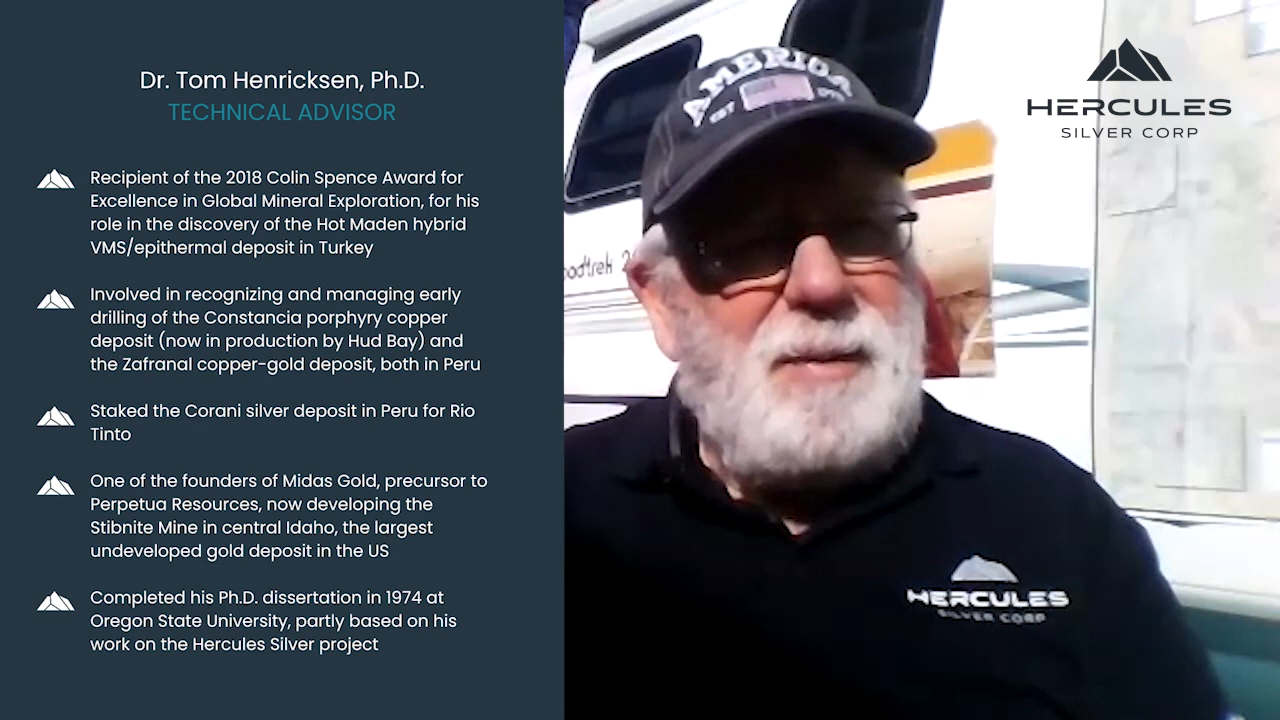 Dr. Tom Henricksen, Ph.D.
TECHNICAL ADVISOR
Recipient of the 2018 Colin Spence Award for
Excellence in Global Mineral Exploration, for his
role in the discovery of the Hot Maden hybrid
VMS/epithermal deposit in Turkey
Involved in recognizing and managing early
drilling of the Constancia porphyry copper
deposit (now in production by Hud Bay) and
the Zafranal copper-gold deposit, both in Peru
Staked the Corani silver deposit in Peru for Rio
Tinto
One of the founders of Midas Gold, precursor to
Perpetua Resources, now developing the
Stibnite Mine in central Idaho, the largest
undeveloped gold deposit in the US
Completed his Ph.D. dissertation in 1974 at
Oregon State University, partly based on his
work on the Hercules Silver project
AMERICA
EST
HERCULES
SILVER CORP
HERCULES
SILVER CORP